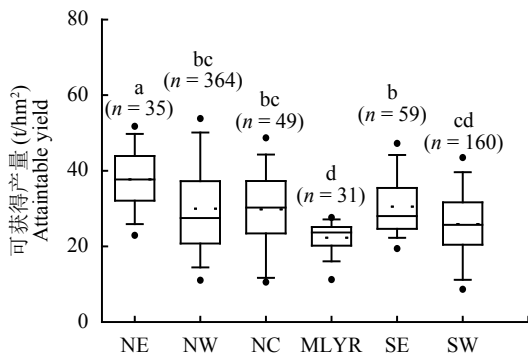 可获得产量 (t/hm²)
Attaintable yield
80
60
40
20
0
a
(n = 35)
bc
(n = 364)
bc
(n = 49)
d
(n = 31)
b
(n = 59)
cd
(n = 160)
NE NW NC MLYR SE SW